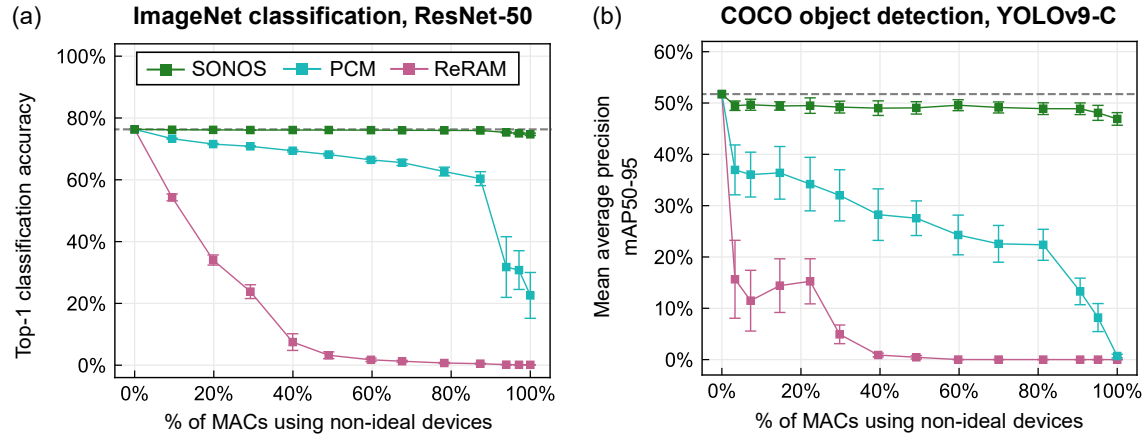 (a)
ImageNet classification, ResNet-50
Top-1 classification accuracy
100%
80%
60%
40%
20%
0%
SONOS PCM ReRAM
0% 20% 40% 60% 80% 100%
% of MACs using non-ideal devices
(b)
COCO object detection, YOLOv9-C
Mean average precision
mAP50-95
60%
50%
40%
30%
20%
10%
0%
0% 20% 40% 60% 80% 100%
% of MACs using non-ideal devices